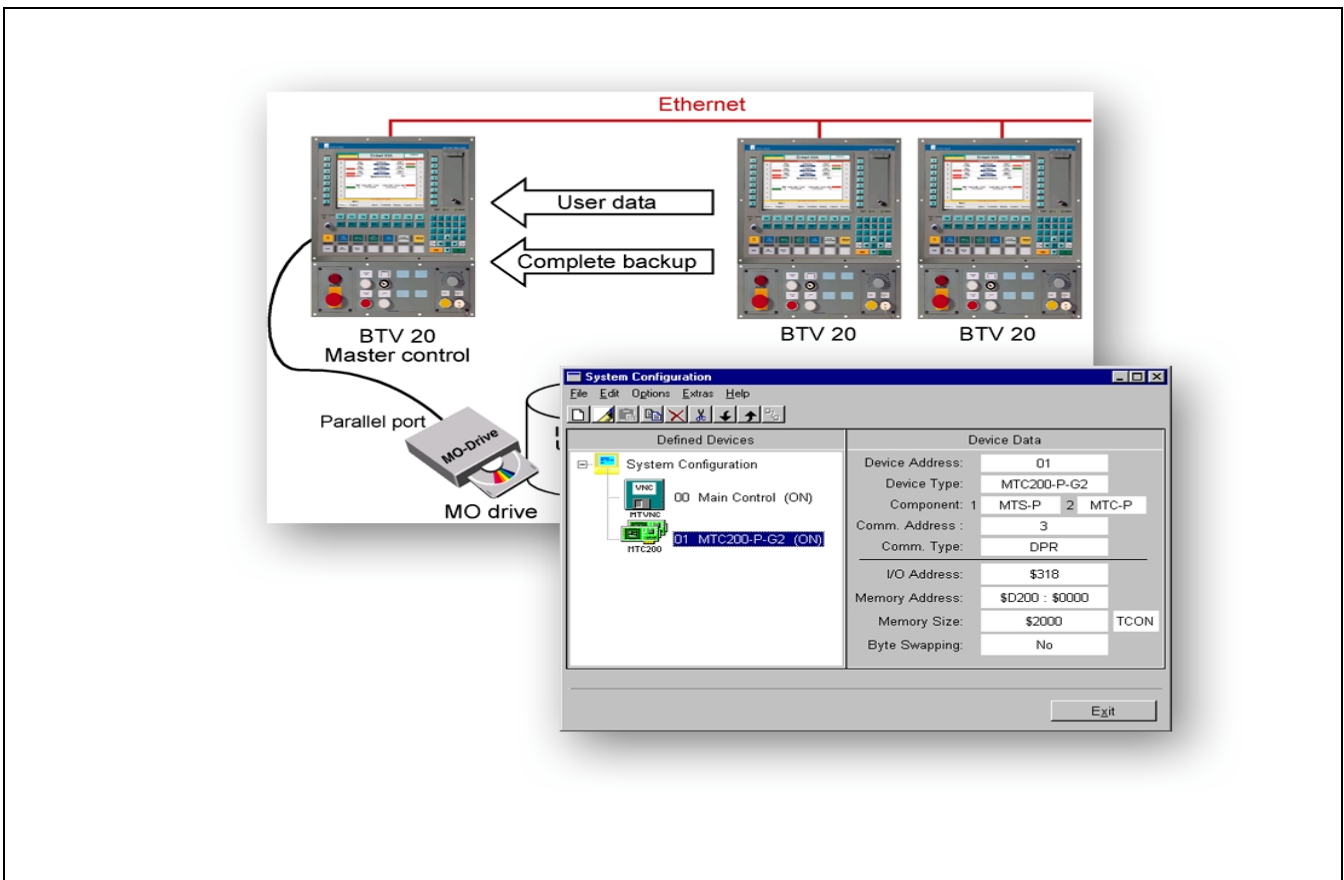 Ethernet
User data
Complete backup
BTV 20
Master control
BTV 20
BTV 20
Parallel port
MO-Drive
MO drive
System Configuration
File Edit Options Extras Help
Defined Devices
Device Data
System Configuration
VNC
MTVNC
00 Main Control (ON)
MTC200
01 MTC200-P-G2 (ON)
Device Address: 01
Device Type: MTC200-P-G2
Component: 1 MTS-P 2 MTC-P
Comm. Address : 3
Comm. Type: DPR
I/O Address: $318
Memory Address: $D200 : $0000
Memory Size: $2000 TCON
Byte Swapping: No
Exit